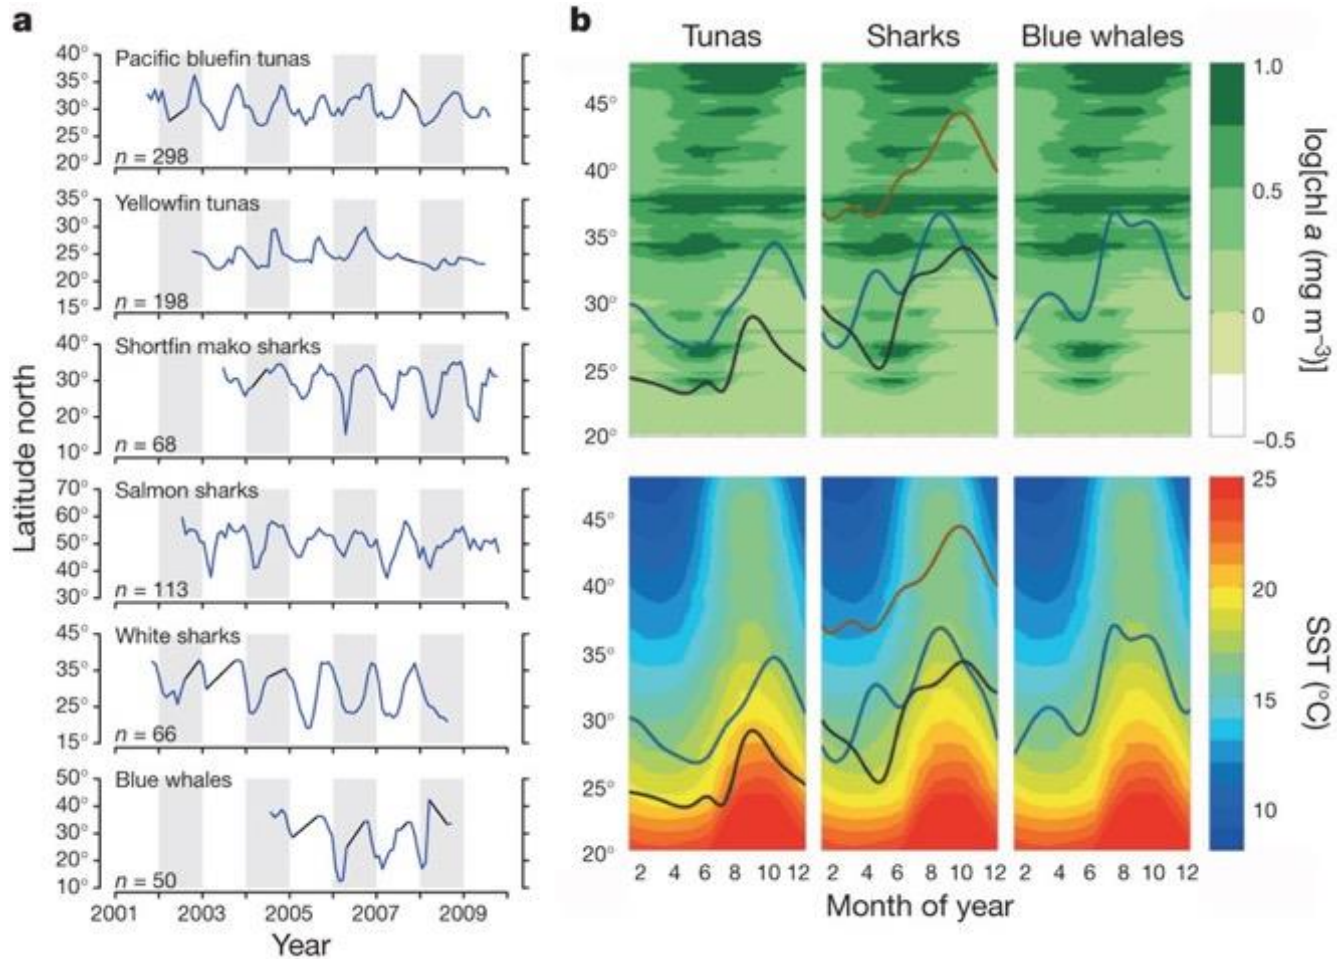 a
Latitude north
Pacific bluefin tunas
40°
35°
30°
25°
20°
n = 298
Yellowfin tunas
35°
30°
25°
20°
15°
n = 198
Shortfin mako sharks
40°
30°
20°
10°
n = 68
Salmon sharks
70°
60°
50°
40°
30°
n = 113
White sharks
45°
35°
25°
15°
n = 66
Blue whales
50°
40°
30°
20°
10°
n = 50
2001 2003 2005 2007 2009
Year
b
Tunas Sharks Blue whales
45°
40°
35°
30°
25°
20°
1.0
0.5
0
–0.5
log[chl a (mg m–3)]
45°
40°
35°
30°
25°
20°
25
20
15
10
SST (°C)
2 4 6 8 10 12 2 4 6 8 10 12 2 4 6 8 10 12
Month of year